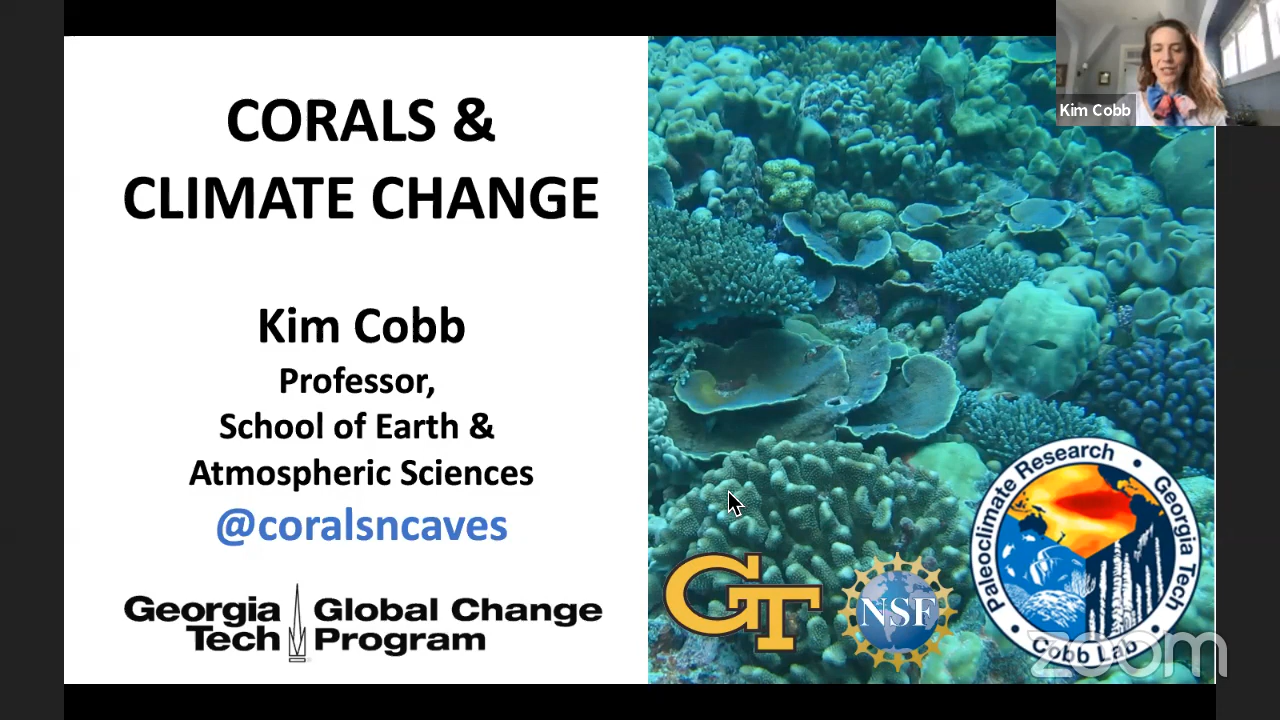 CORALS &
CLIMATE CHANGE
Kim Cobb
Professor,
School of Earth &
Atmospheric Sciences
@coralsncaves
Georgia Tech
Global Change Program
Kim Cobb
GT
NSF
Paleoclimate Research • Georgia Tech • Cobb Lab •
zoom